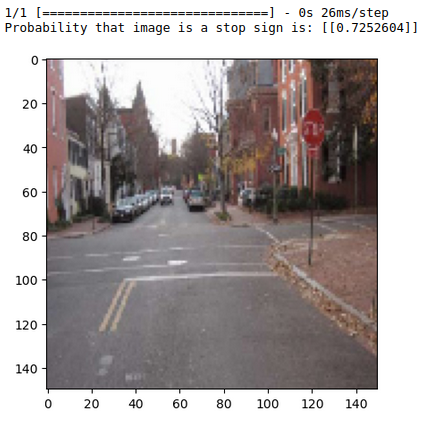 1/1 [==============================] - 0s 26ms/step
Probability that image is a stop sign is: [[0.7252604]]
0
20
40
60
80
100
120
140
0 20 40 60 80 100 120 140